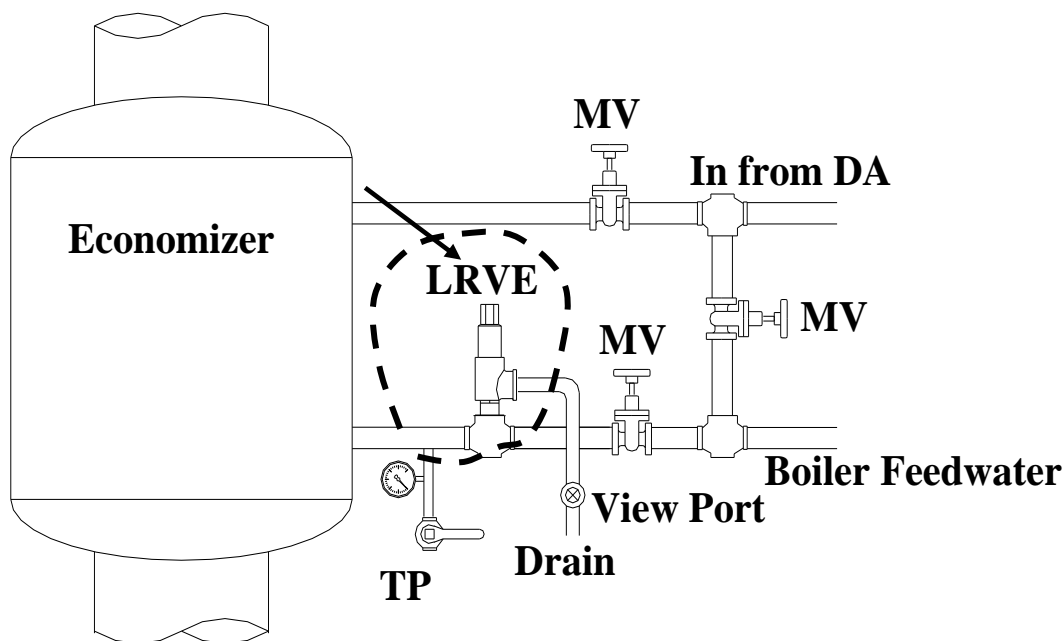 MV
In from DA
Economizer
LRVE
MV
MV
Boiler Feedwater
View Port
Drain
TP